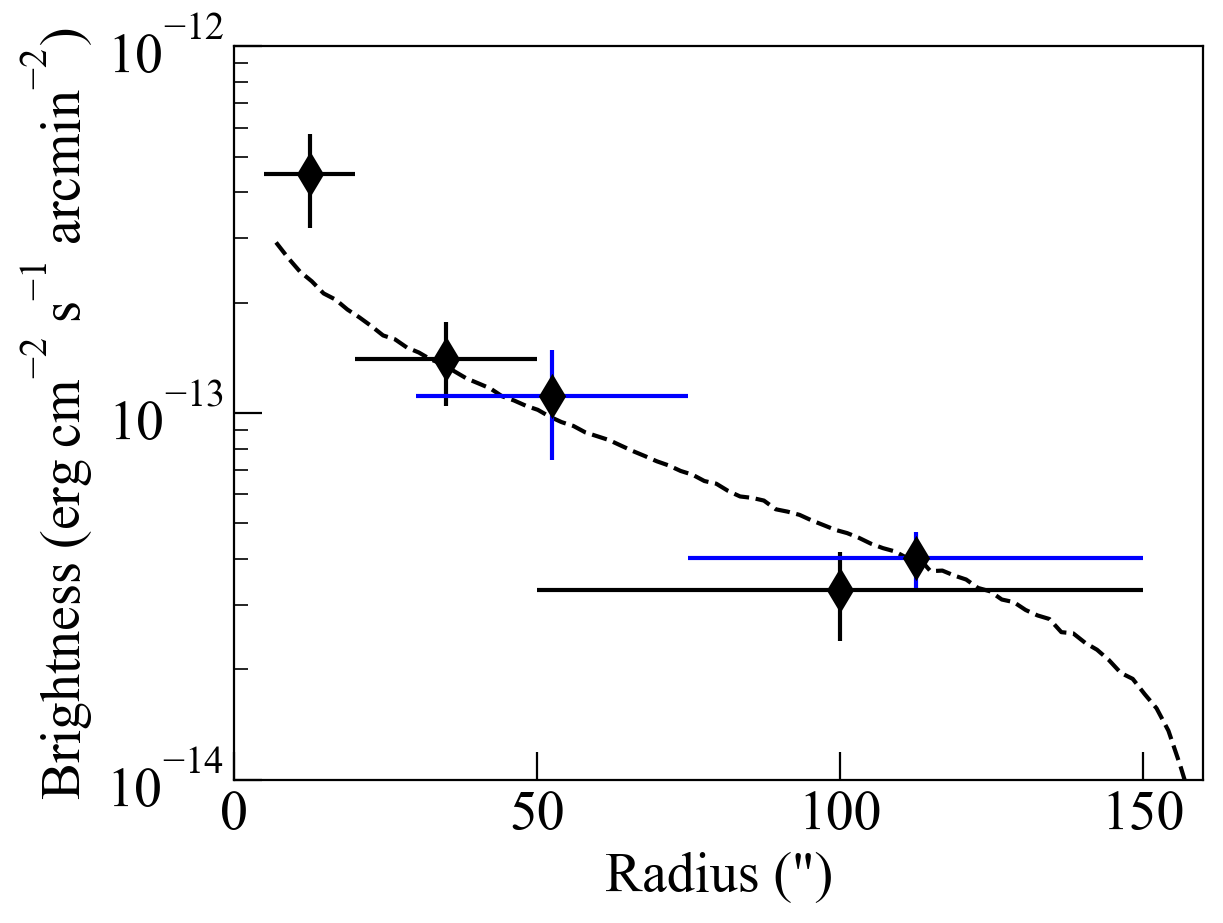 Brightness (erg cm⁻² s⁻¹ arcmin⁻²)
10⁻¹²
10⁻¹³
10⁻¹⁴
0 50 100 150
Radius (")